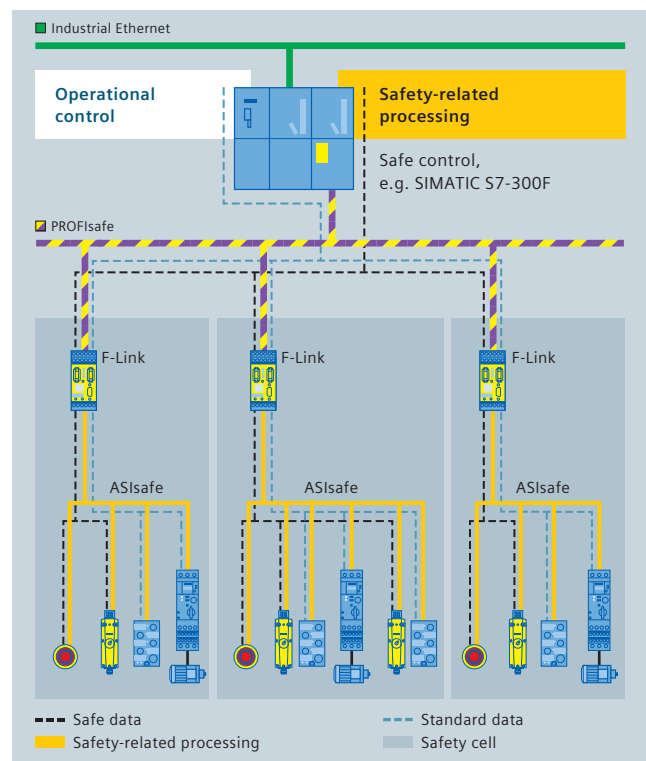 Industrial Ethernet
Operational
control
Safety-related
processing
Safe control,
e.g. SIMATIC S7-300F
PROFIsafe
F-Link
F-Link
F-Link
ASIsafe
ASIsafe
ASIsafe
Safe data
Standard data
Safety-related processing
Safety cell